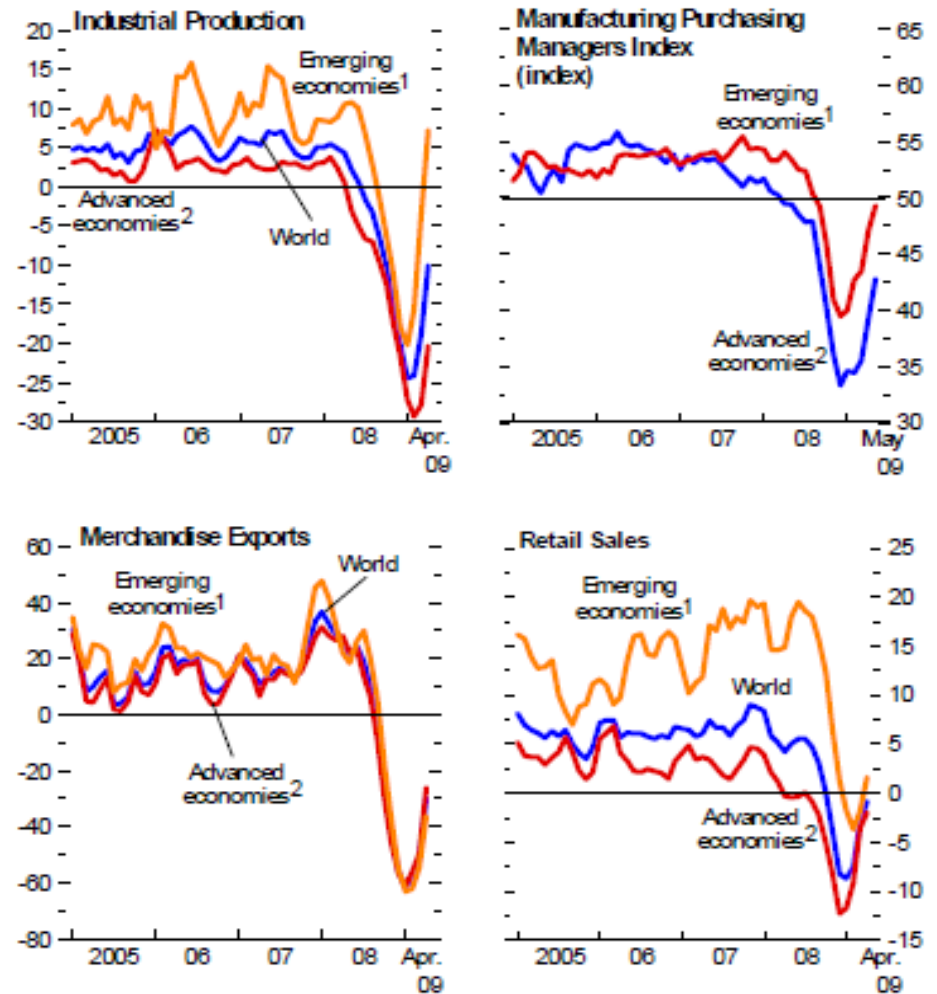 Industrial Production
20
15
10
5
0
-5
-10
-15
-20
-25
-30
Emerging
economies1
Advanced
economies2
World
2005 06 07 08 Apr.
09
Manufacturing Purchasing
Managers Index
(index)
65
60
55
50
45
40
35
30
Emerging
economies1
Advanced
economies2
2005 06 07 08 May
09
Merchandise Exports
60
40
20
0
-20
-40
-60
-80
World
Emerging
economies1
Advanced
economies2
2005 06 07 08 Apr.
09
Retail Sales
25
20
15
10
5
0
-5
-10
-15
Emerging
economies1
World
Advanced
economies2
2005 06 07 08 Apr.
09